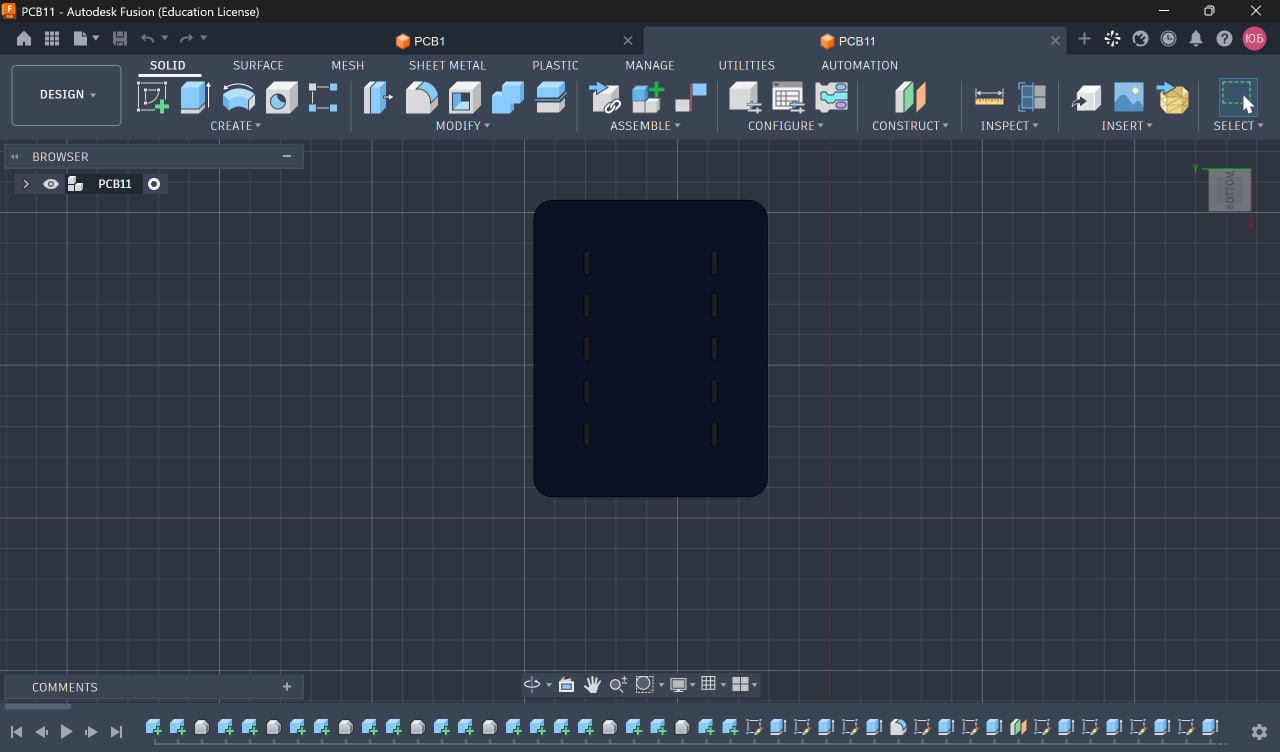 PCB11 - Autodesk Fusion (Education License)
PCB1
PCB11
ЮБ
DESIGN
SOLID SURFACE MESH SHEET METAL PLASTIC MANAGE UTILITIES AUTOMATION
CREATE MODIFY ASSEMBLE CONFIGURE CONSTRUCT INSPECT INSERT SELECT
BROWSER
PCB11
Y
BOTTOM
X
COMMENTS